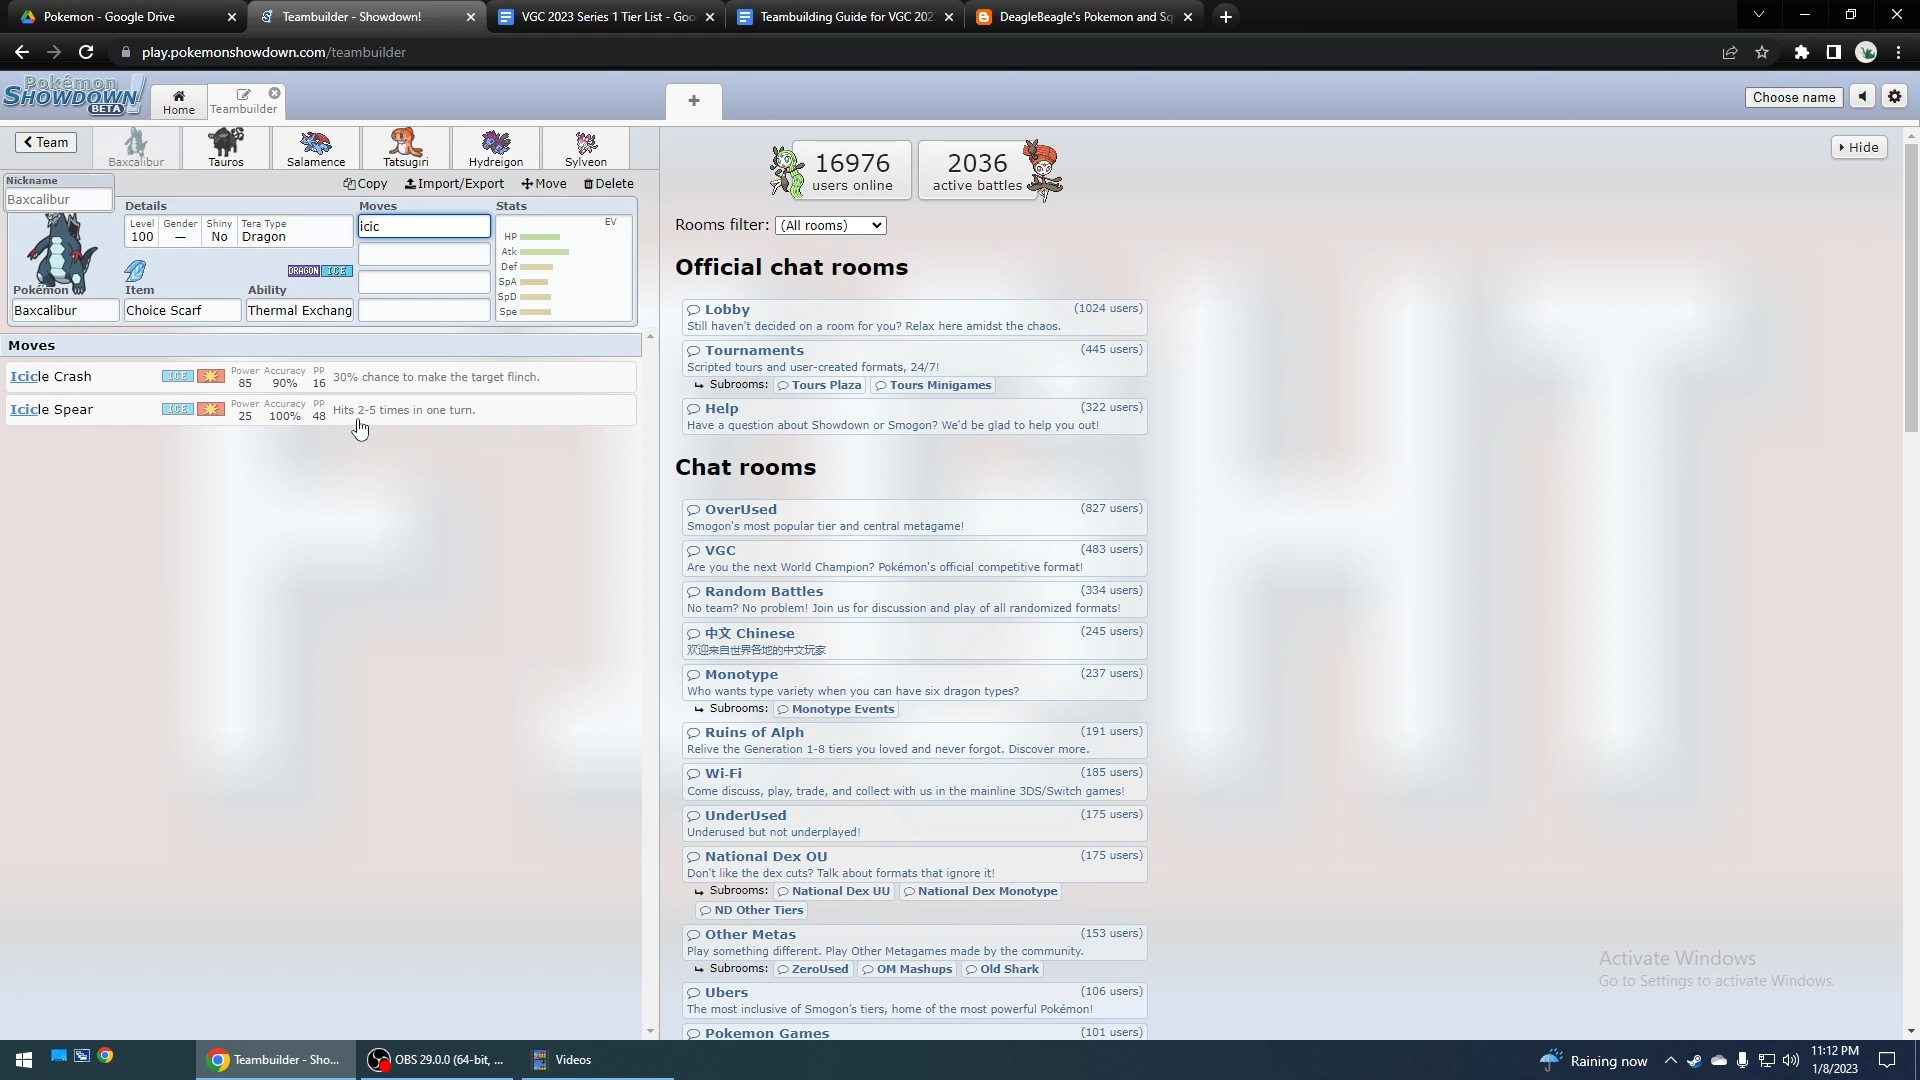 Pokemon - Google Drive
Teambuilder - Showdown!
VGC 2023 Series 1 Tier List - Goo
Teambuilding Guide for VGC 202
DeagleBeagle's Pokemon and Sq
play.pokemonshowdown.com/teambuilder
Pokémon
SHOWDOWN!
BETA
Home
Teambuilder
Choose name
Team
Baxcalibur
Tauros
Salamence
Tatsugiri
Hydreigon
Sylveon
Nickname
Baxcalibur
Copy
Import/Export
Move
Delete
Details
Level
100
Gender
—
Shiny
No
Tera Type
Dragon
DRAGON ICE
Pokémon
Baxcalibur
Item
Choice Scarf
Ability
Thermal Exchang
Moves
icic
Stats
EV
HP
Atk
Def
SpA
SpD
Spe
Moves
Icicle Crash ICE Power 85 Accuracy 90% PP 16 30% chance to make the target flinch.
Icicle Spear ICE Power 25 Accuracy 100% PP 48 Hits 2-5 times in one turn.
16976
users online
2036
active battles
Hide
Rooms filter: (All rooms)
Official chat rooms
Lobby (1024 users)
Still haven't decided on a room for you? Relax here amidst the chaos.
Tournaments (445 users)
Scripted tours and user-created formats, 24/7!
Subrooms: Tours Plaza Tours Minigames
Help (322 users)
Have a question about Showdown or Smogon? We'd be glad to help you out!
Chat rooms
OverUsed (827 users)
Smogon's most popular tier and central metagame!
VGC (483 users)
Are you the next World Champion? Pokémon's official competitive format!
Random Battles (334 users)
No team? No problem! Join us for discussion and play of all randomized formats!
中文 Chinese (245 users)
欢迎来自世界各地的中文玩家
Monotype (237 users)
Who wants type variety when you can have six dragon types?
Subrooms: Monotype Events
Ruins of Alph (191 users)
Relive the Generation 1-8 tiers you loved and never forgot. Discover more.
Wi-Fi (185 users)
Come discuss, play, trade, and collect with us in the mainline 3DS/Switch games!
UnderUsed (175 users)
Underused but not underplayed!
National Dex OU (175 users)
Don't like the dex cuts? Talk about formats that ignore it!
Subrooms: National Dex UU National Dex Monotype
ND Other Tiers
Other Metas (153 users)
Play something different. Play Other Metagames made by the community.
Subrooms: ZeroUsed OM Mashups Old Shark
Ubers (106 users)
The most inclusive of Smogon's tiers, home of the most powerful Pokémon!
Pokemon Games (101 users)
Activate Windows
Go to Settings to activate Windows.
Teambuilder - Sho...
OBS 29.0.0 (64-bit, ...
Videos
Raining now
11:12 PM
1/8/2023